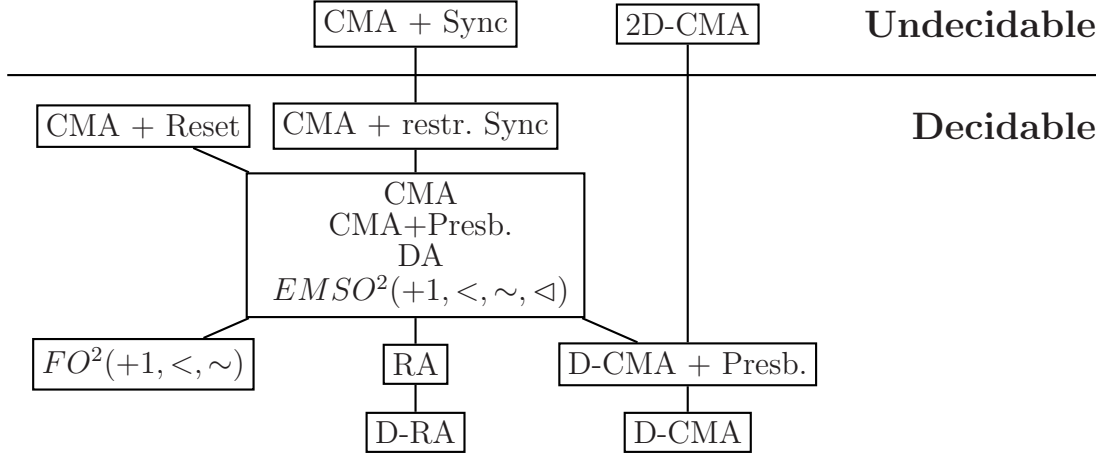 CMA + Sync 2D-CMA Undecidable
CMA + Reset CMA + restr. Sync Decidable
CMA
CMA+Presb.
DA
EMSO²(+1, <, ∼, ⊲)
FO²(+1, <, ∼) RA D-CMA + Presb.
D-RA D-CMA